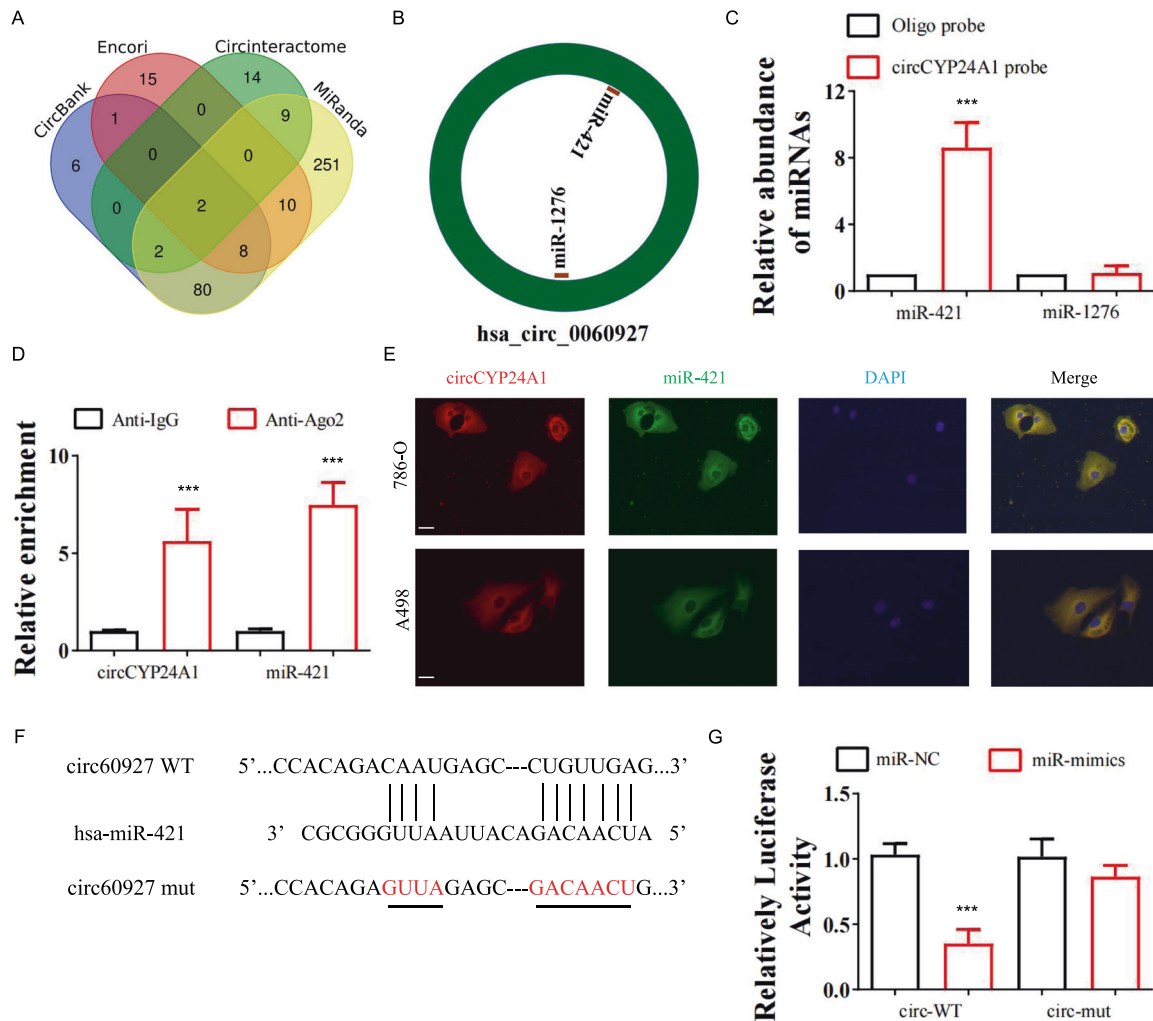 A
CircBank
Encori
Circinteractome
MiRanda
15
14
1
0
9
6
0
0
251
0
2
10
2
8
80
B
miR-421
miR-1276
hsa_circ_0060927
C
Oligo probe
circCYP24A1 probe
Relative abundance
of miRNAs
12
8
4
0
***
miR-421
miR-1276
D
Anti-IgG
Anti-Ago2
Relative enrichment
10
5
0
***
***
circCYP24A1
miR-421
E
circCYP24A1
miR-421
DAPI
Merge
786-O
A498
F
circ60927 WT 5’...CCACAGACAAUGAGC---CUGUUGAG...3’
hsa-miR-421 3’ CGCGGGUUAAUUACAGACAACUA 5’
circ60927 mut 5’...CCACAGAGUUAGAGC---GACAACUG...3’
G
miR-NC
miR-mimics
Relatively Luciferase
Activity
1.5
1.0
0.5
0.0
***
circ-WT
circ-mut